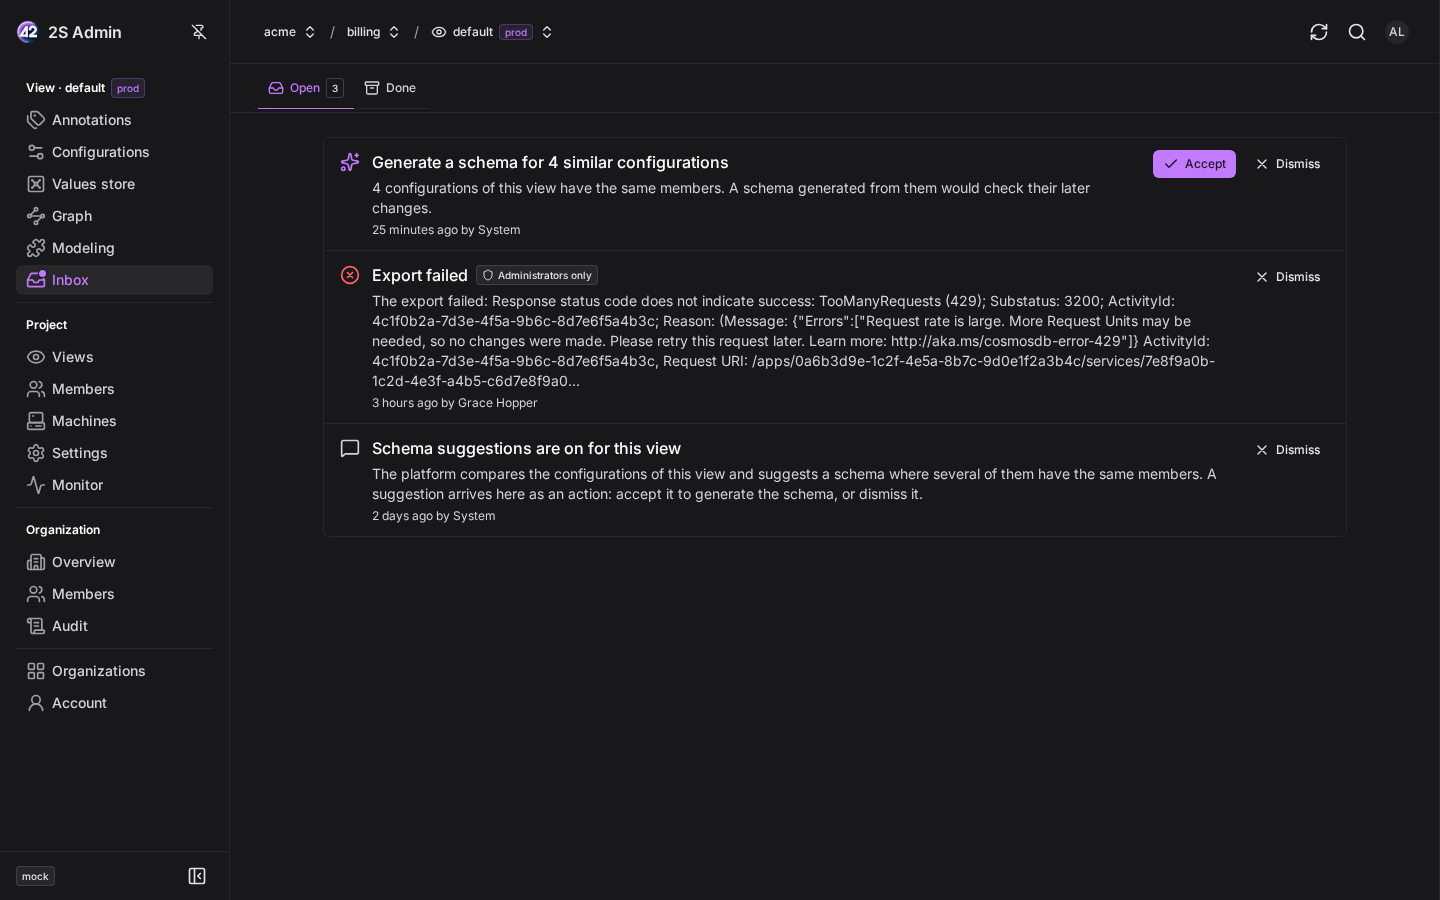 2S Admin
acme / billing / default prod
AL
View · default prod
Annotations
Configurations
Values store
Graph
Modeling
Inbox
Project
Views
Members
Machines
Settings
Monitor
Organization
Overview
Members
Audit
Organizations
Account
mock
Open 3 Done
Generate a schema for 4 similar configurations
Accept Dismiss
4 configurations of this view have the same members. A schema generated from them would check their later
changes.
25 minutes ago by System
Export failed Administrators only
Dismiss
The export failed: Response status code does not indicate success: TooManyRequests (429); Substatus: 3200; ActivityId:
4c1f0b2a-7d3e-4f5a-9b6c-8d7e6f5a4b3c; Reason: (Message: {"Errors":["Request rate is large. More Request Units may be
needed, so no changes were made. Please retry this request later. Learn more: http://aka.ms/cosmosdb-error-429"]} ActivityId:
4c1f0b2a-7d3e-4f5a-9b6c-8d7e6f5a4b3c, Request URI: /apps/0a6b3d9e-1c2f-4e5a-8b7c-9d0e1f2a3b4c/services/7e8f9a0b-
1c2d-4e3f-a4b5-c6d7e8f9a0...
3 hours ago by Grace Hopper
Schema suggestions are on for this view
Dismiss
The platform compares the configurations of this view and suggests a schema where several of them have the same members. A
suggestion arrives here as an action: accept it to generate the schema, or dismiss it.
2 days ago by System